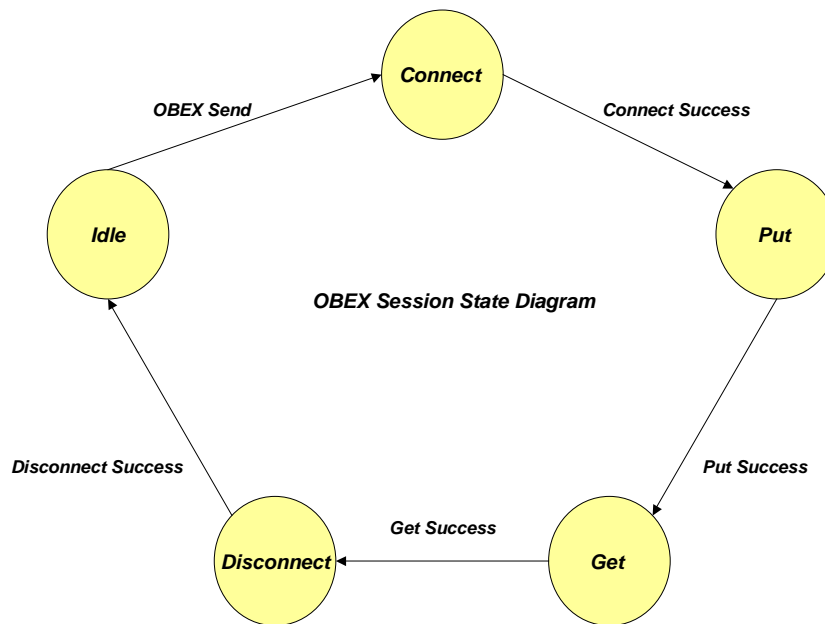 Connect
OBEX Send
Connect Success
Idle
Put
OBEX Session State Diagram
Disconnect Success
Put Success
Get Success
Disconnect
Get